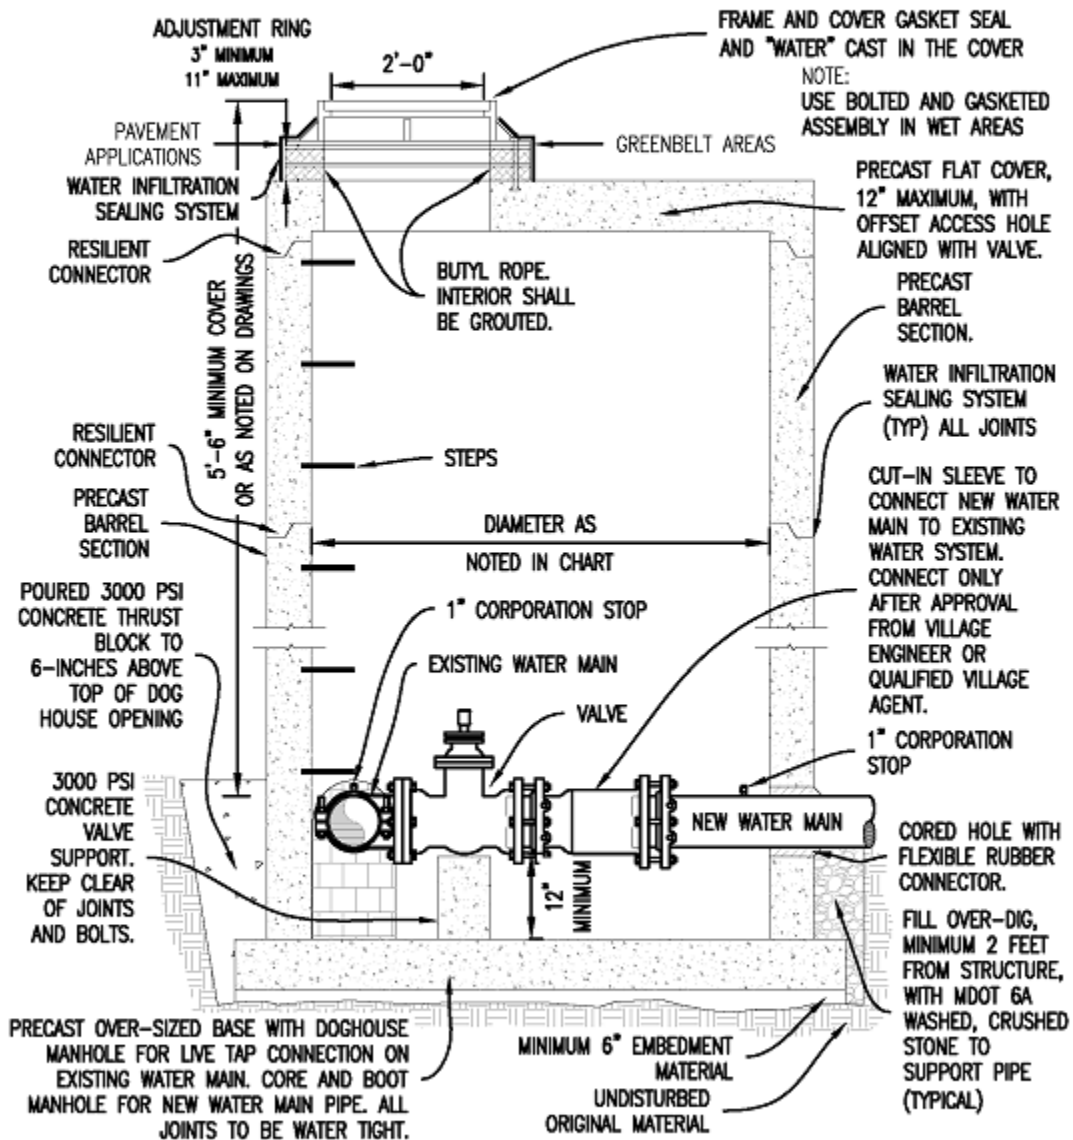 ADJUSTMENT RING
3" MINIMUM
11" MAXIMUM
2'-0"
FRAME AND COVER GASKET SEAL
AND "WATER" CAST IN THE COVER
NOTE:
USE BOLTED AND GASKETED
ASSEMBLY IN WET AREAS
PAVEMENT
APPLICATIONS
GREENBELT AREAS
WATER INFILTRATION
SEALING SYSTEM
PRECAST FLAT COVER,
12" MAXIMUM, WITH
OFFSET ACCESS HOLE
ALIGNED WITH VALVE.
RESILIENT
CONNECTOR
BUTYL ROPE.
INTERIOR SHALL
BE GROUTED.
PRECAST
BARREL
SECTION.
5'-6" MINIMUM COVER
OR AS NOTED ON DRAWINGS
WATER INFILTRATION
SEALING SYSTEM
(TYP) ALL JOINTS
RESILIENT
CONNECTOR
STEPS
PRECAST
BARREL
SECTION
DIAMETER AS
NOTED IN CHART
CUT-IN SLEEVE TO
CONNECT NEW WATER
MAIN TO EXISTING
WATER SYSTEM.
CONNECT ONLY
AFTER APPROVAL
FROM VILLAGE
ENGINEER OR
QUALIFIED VILLAGE
AGENT.
POURED 3000 PSI
CONCRETE THRUST
BLOCK TO
6-INCHES ABOVE
TOP OF DOG
HOUSE OPENING
1" CORPORATION STOP
EXISTING WATER MAIN
VALVE
1" CORPORATION
STOP
3000 PSI
CONCRETE
VALVE
SUPPORT.
KEEP CLEAR
OF JOINTS
AND BOLTS.
NEW WATER MAIN
12"
MINIMUM
CORED HOLE WITH
FLEXIBLE RUBBER
CONNECTOR.
FILL OVER-DIG,
MINIMUM 2 FEET
FROM STRUCTURE,
WITH MDOT 6A
WASHED, CRUSHED
STONE TO
SUPPORT PIPE
(TYPICAL)
PRECAST OVER-SIZED BASE WITH DOGHOUSE
MANHOLE FOR LIVE TAP CONNECTION ON
EXISTING WATER MAIN. CORE AND BOOT
MANHOLE FOR NEW WATER MAIN PIPE. ALL
JOINTS TO BE WATER TIGHT.
MINIMUM 6" EMBEDMENT
MATERIAL
UNDISTURBED
ORIGINAL MATERIAL